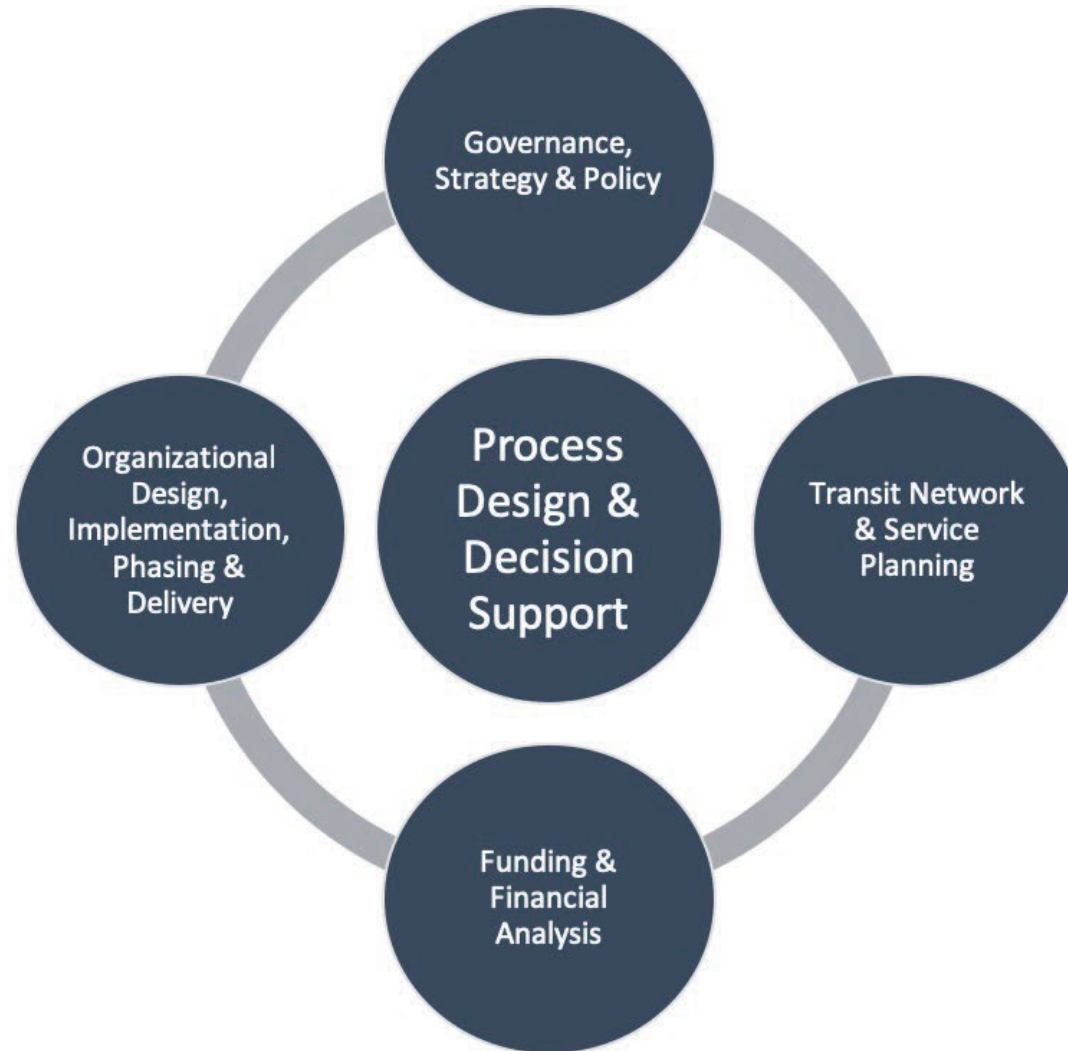 Governance,
Strategy & Policy
Organizational
Design,
Implementation,
Phasing &
Delivery
Process
Design &
Decision
Support
Transit Network
& Service
Planning
Funding &
Financial
Analysis